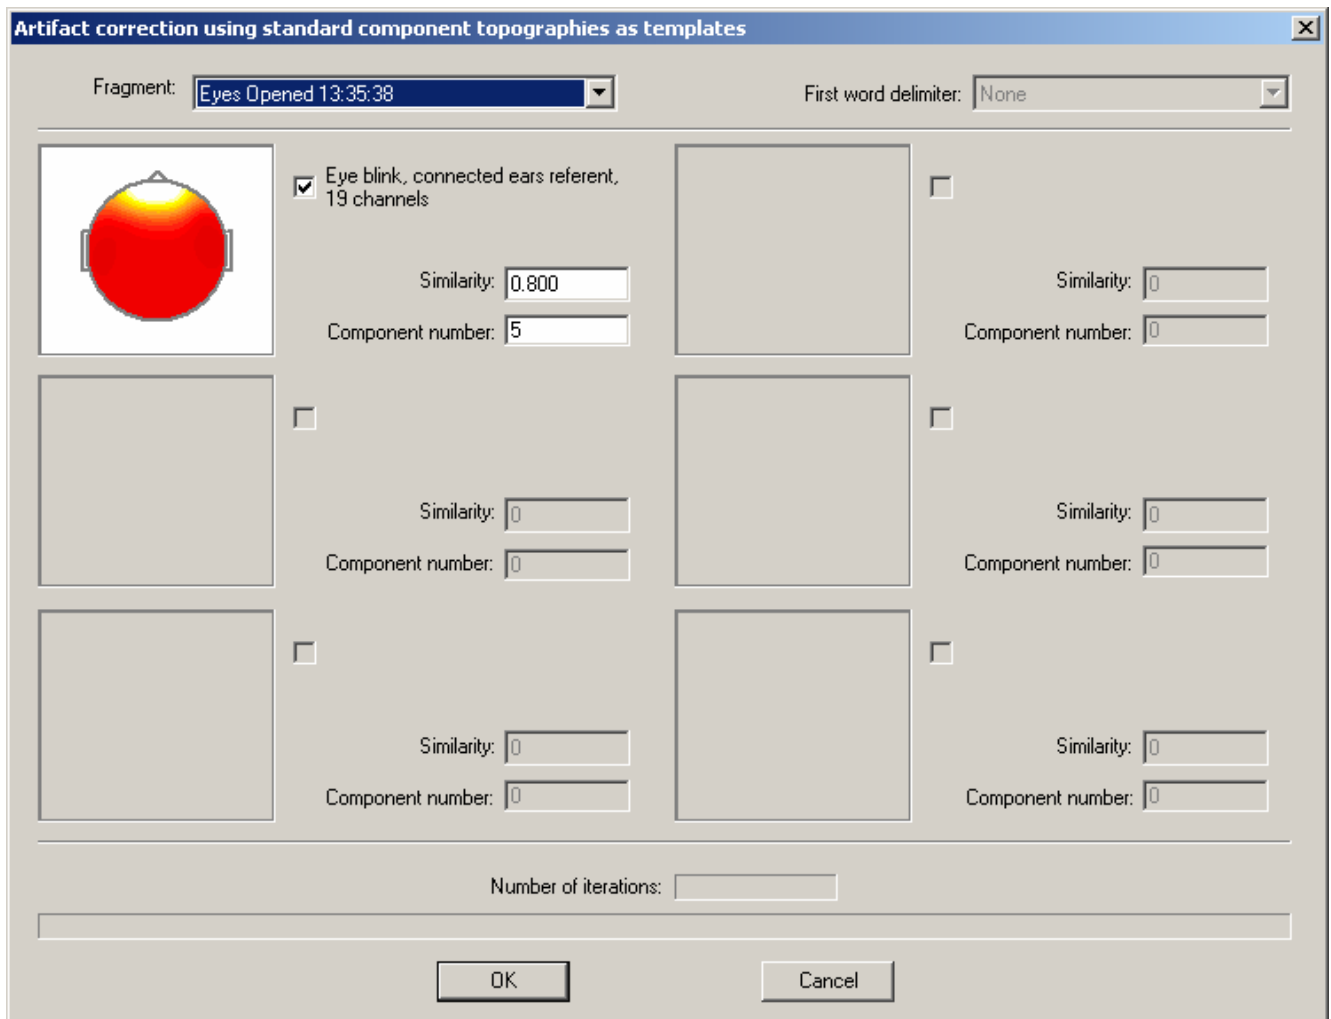 Artifact correction using standard component topographies as templates
Fragment: Eyes Opened 13:35:38 First word delimiter: None
Eye blink, connected ears referent,
19 channels
Similarity: 0.800
Component number: 5
Similarity: 0
Component number: 0
Similarity: 0
Component number: 0
Similarity: 0
Component number: 0
Similarity: 0
Component number: 0
Similarity: 0
Component number: 0
Number of iterations:
OK Cancel